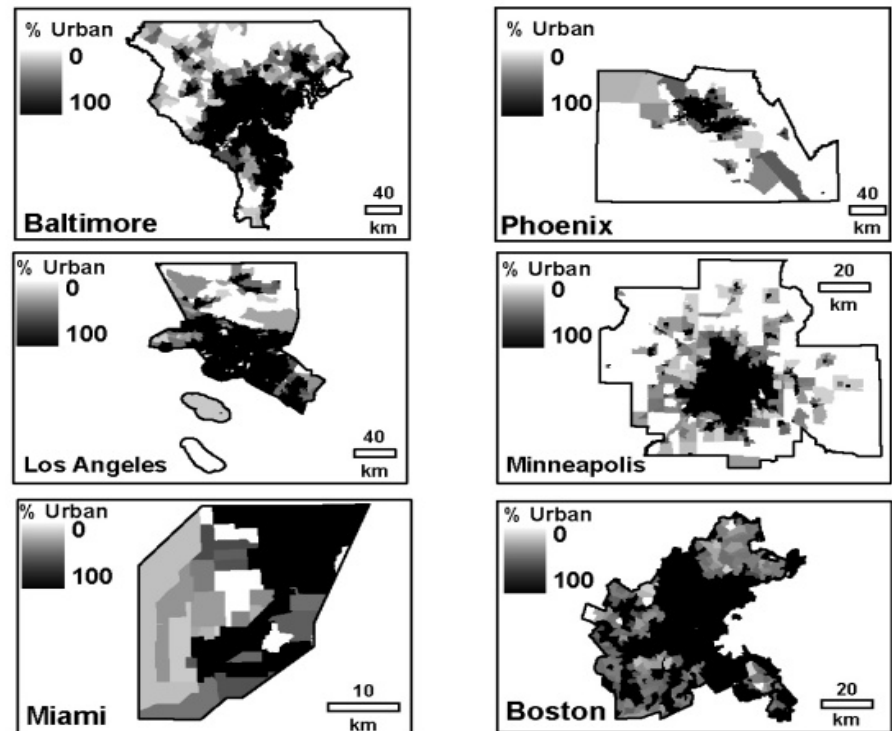 % Urban
0
100
40
km
Baltimore
% Urban
0
100
40
km
Phoenix
% Urban
0
100
40
km
Los Angeles
% Urban
0
100
20
km
Minneapolis
% Urban
0
100
10
km
Miami
% Urban
0
100
20
km
Boston